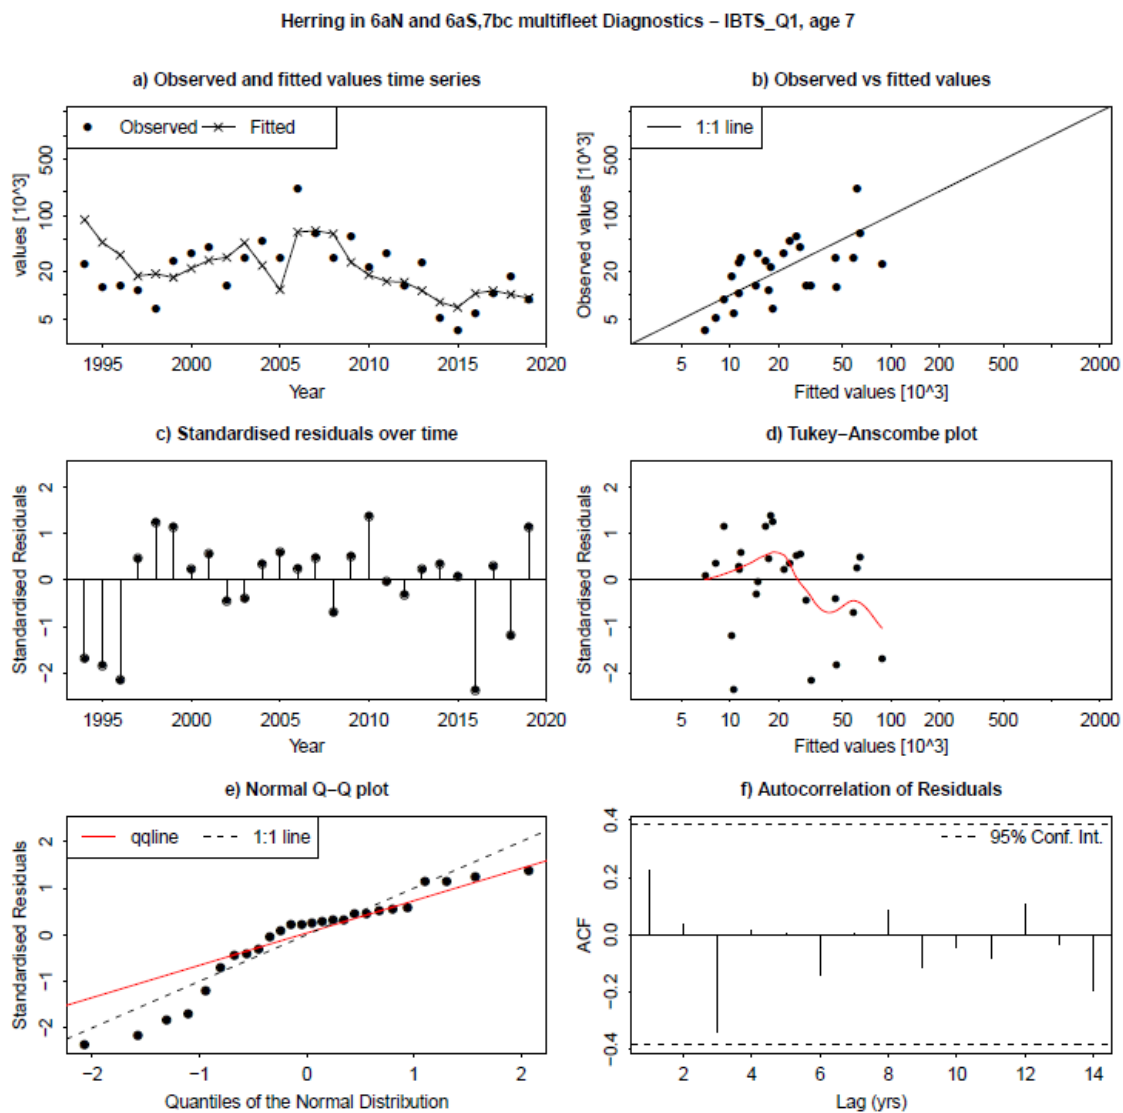 Herring in 6aN and 6aS,7bc multifleet Diagnostics − IBTS_Q1, age 7
a) Observed and fitted values time series
Observed Fitted
values [10^3]
5 20 100 500
1995 2000 2005 2010 2015 2020
Year
b) Observed vs fitted values
1:1 line
Observed values [10^3]
5 20 100 500
5 10 20 50 100 200 500 2000
Fitted values [10^3]
c) Standardised residuals over time
Standardised Residuals
−2 −1 0 1 2
1995 2000 2005 2010 2015 2020
Year
d) Tukey−Anscombe plot
Standardised Residuals
−2 −1 0 1 2
5 10 20 50 100 200 500 2000
Fitted values [10^3]
e) Normal Q−Q plot
qqline 1:1 line
Standardised Residuals
−2 −1 0 1 2
−2 −1 0 1 2
Quantiles of the Normal Distribution
f) Autocorrelation of Residuals
95% Conf. Int.
ACF
−0.4 −0.2 0.0 0.2 0.4
2 4 6 8 10 12 14
Lag (yrs)